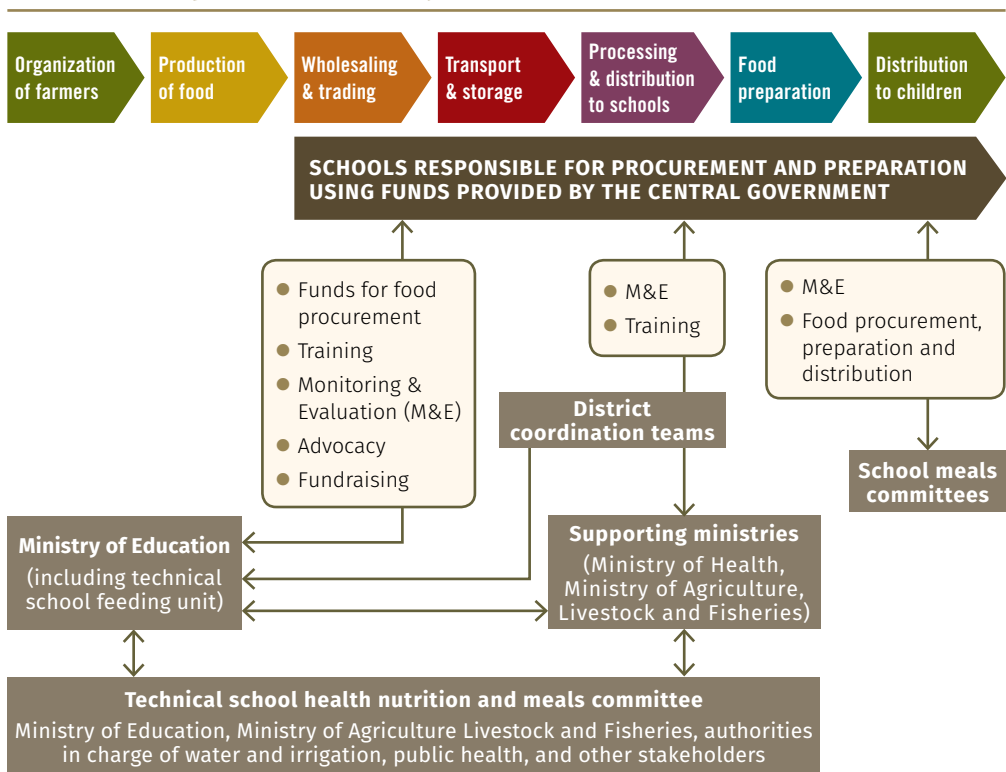 Organization
of farmers
Production
of food
Wholesaling
& trading
Transport
& storage
Processing
& distribution
to schools
Food
preparation
Distribution
to children
SCHOOLS RESPONSIBLE FOR PROCUREMENT AND PREPARATION
USING FUNDS PROVIDED BY THE CENTRAL GOVERNMENT
Funds for food
procurement
Training
Monitoring &
Evaluation (M&E)
Advocacy
Fundraising
M&E
Training
M&E
Food procurement,
preparation and
distribution
District
coordination teams
School meals
committees
Ministry of Education
(including technical
school feeding unit)
Supporting ministries
(Ministry of Health,
Ministry of Agriculture,
Livestock and Fisheries)
Technical school health nutrition and meals committee
Ministry of Education, Ministry of Agriculture Livestock and Fisheries, authorities
in charge of water and irrigation, public health, and other stakeholders